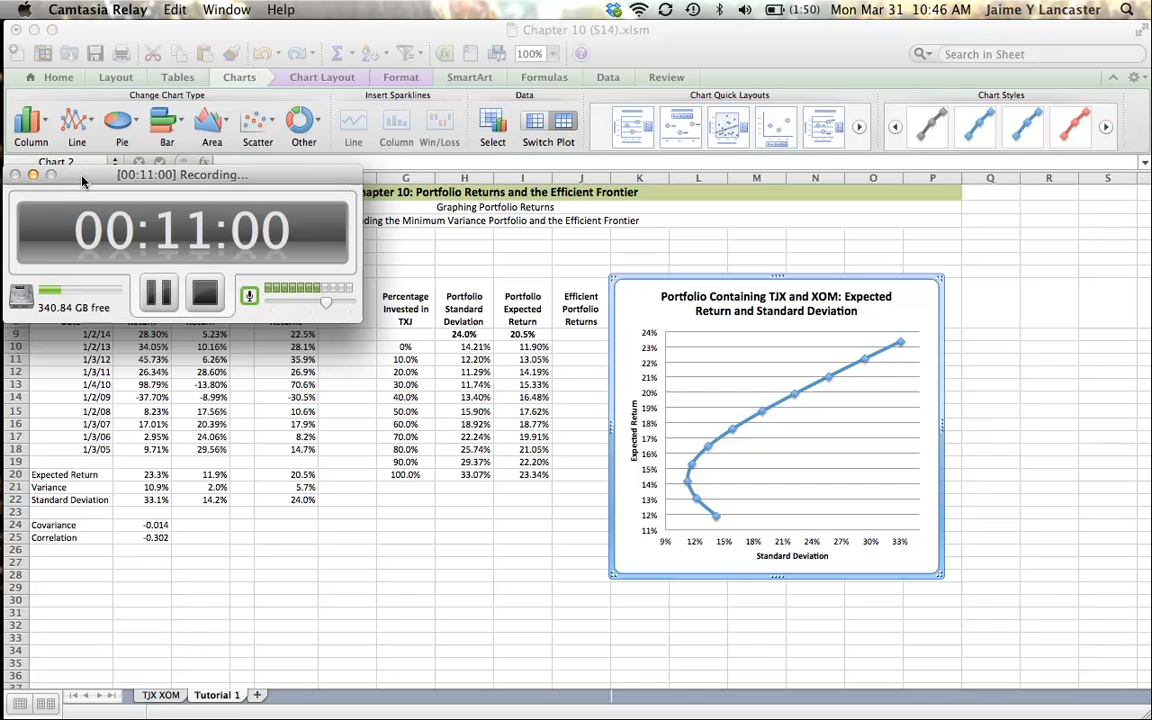 Camtasia Relay Edit Window Help (1:50) Mon Mar 31 10:46 AM Jaime Y Lancaster
Chapter 10 (S14).xlsm
100% Search in Sheet
Home Layout Tables Charts Chart Layout Format SmartArt Formulas Data Review
Change Chart Type Insert Sparklines Data Chart Quick Layouts Chart Styles
Column Line Pie Bar Area Scatter Other Line Column Win/Loss Select Switch Plot
Chart 2 fx
[00:11:00] Recording...
00:11:00
340.84 GB free
G H I J K L M N O P Q R S
hapter 10: Portfolio Returns and the Efficient Frontier
Graphing Portfolio Returns
ding the Minimum Variance Portfolio and the Efficient Frontier
Percentage Portfolio Expected Efficient
Invested in Standard Portfolio Portfolio
TXJ Deviation Return Returns
9 1/2/14 28.30% 5.23% 22.5% 24.0% 20.5%
10 1/2/13 34.05% 10.16% 28.1% 0% 14.21% 11.90%
11 1/3/12 45.73% 6.26% 35.9% 10.0% 12.20% 13.05%
12 1/3/11 26.34% 28.60% 26.9% 20.0% 11.29% 14.19%
13 1/4/10 98.79% -13.80% 70.6% 30.0% 11.74% 15.33%
14 1/2/09 -37.70% -8.99% -30.5% 40.0% 13.40% 16.48%
15 1/2/08 8.23% 17.56% 10.6% 50.0% 15.90% 17.62%
16 1/3/07 17.01% 20.39% 17.9% 60.0% 18.92% 18.77%
17 1/3/06 2.95% 24.06% 8.2% 70.0% 22.24% 19.91%
18 1/3/05 9.71% 29.56% 14.7% 80.0% 25.74% 21.05%
19 90.0% 29.37% 22.20%
20 Expected Return 23.3% 11.9% 20.5% 100.0% 33.07% 23.34%
21 Variance 10.9% 2.0% 5.7%
22 Standard Deviation 33.1% 14.2% 24.0%
23
24 Covariance -0.014
25 Correlation -0.302
26
27
28
29
30
31
32
33
34
35
36
Portfolio Containing TJX and XOM: Expected
Return and Standard Deviation
Expected Return
24%
23%
22%
21%
20%
19%
18%
17%
16%
15%
14%
13%
12%
11%
9% 12% 15% 18% 21% 24% 27% 30% 33%
Standard Deviation
TJX XOM Tutorial 1